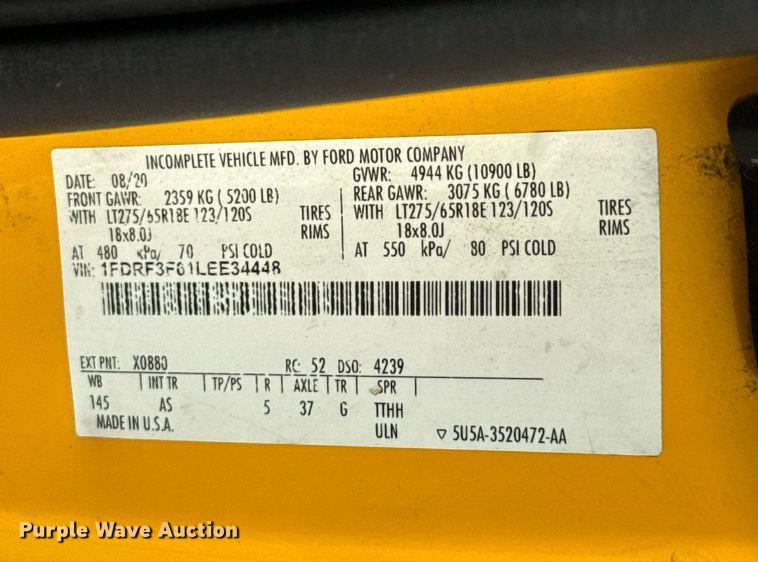 INCOMPLETE VEHICLE MFD. BY FORD MOTOR COMPANY
DATE: 08/20 GVWR: 4944 KG (10900 LB)
FRONT GAWR: 2359 KG ( 5200 LB) REAR GAWR: 3075 KG ( 6780 LB)
WITH LT275/65R18E 123/120S TIRES WITH LT275/65R18E 123/120S TIRES
18x8.0J RIMS 18x8.0J RIMS
AT 480 kPa/ 70 PSI COLD AT 550 kPa/ 80 PSI COLD
VIN: 1FDRF3F61LEE34448
EXT PNT: X0880 RC: 52 DSO: 4239
WB | INT TR | TP/PS | R | AXLE | TR | SPR |
145 AS 5 37 G TTHH
MADE IN U.S.A. ULN ▽ 5U5A-3520472-AA
Purple Wave Auction